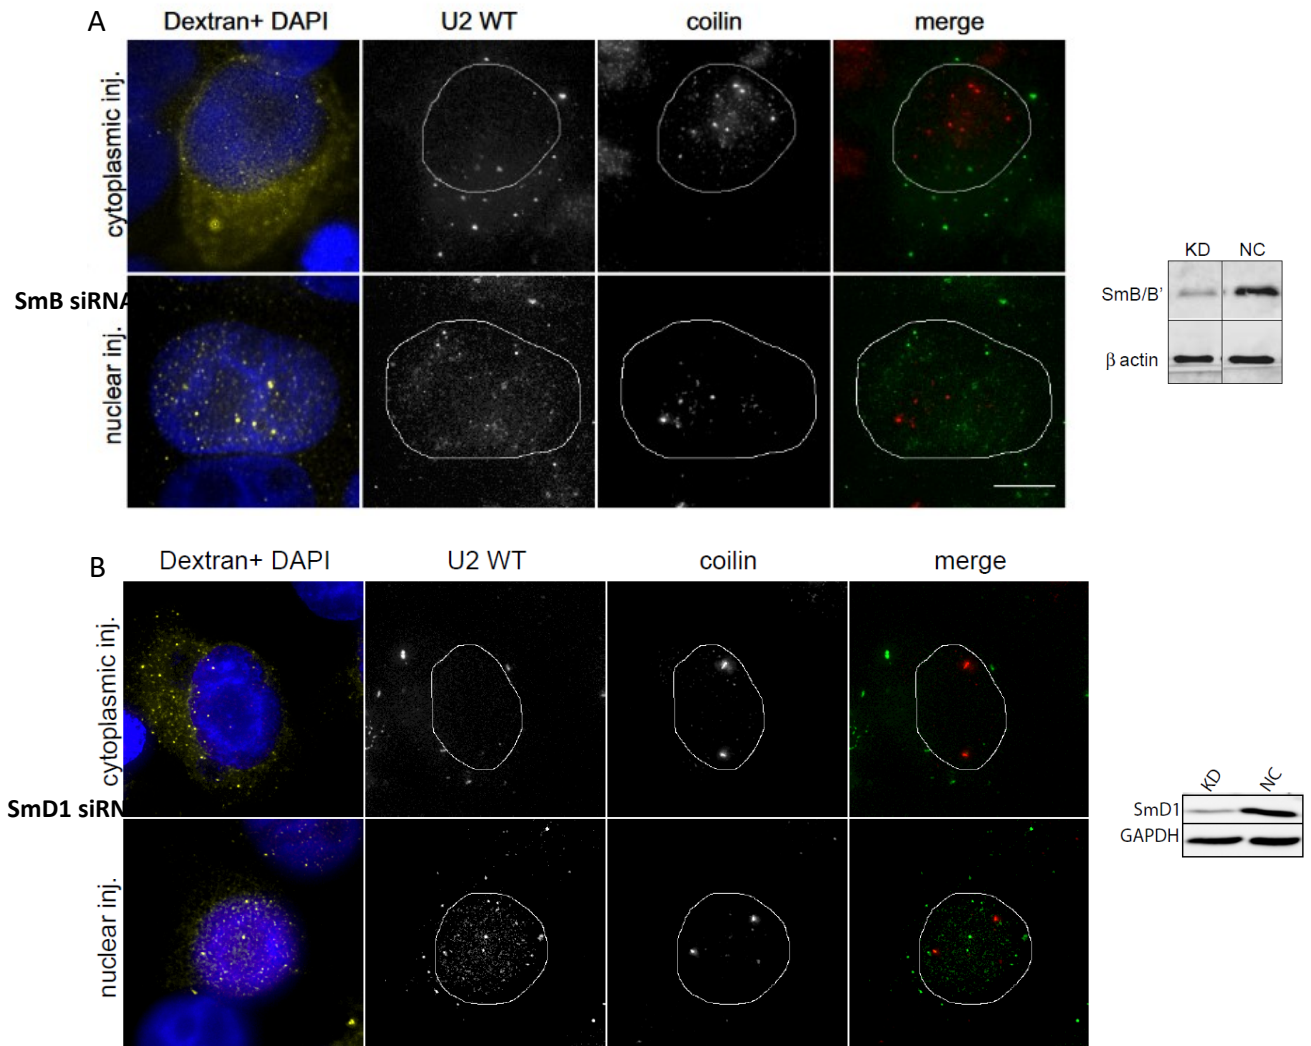 A
Dextran+ DAPI
U2 WT
coilin
merge
cytoplasmic inj.
nuclear inj.
SmB siRNA
KD
NC
SmB/B'
β actin
B
Dextran+ DAPI
U2 WT
coilin
merge
cytoplasmic inj.
nuclear inj.
SmD1 siRN
KD
NC
SmD1
GAPDH